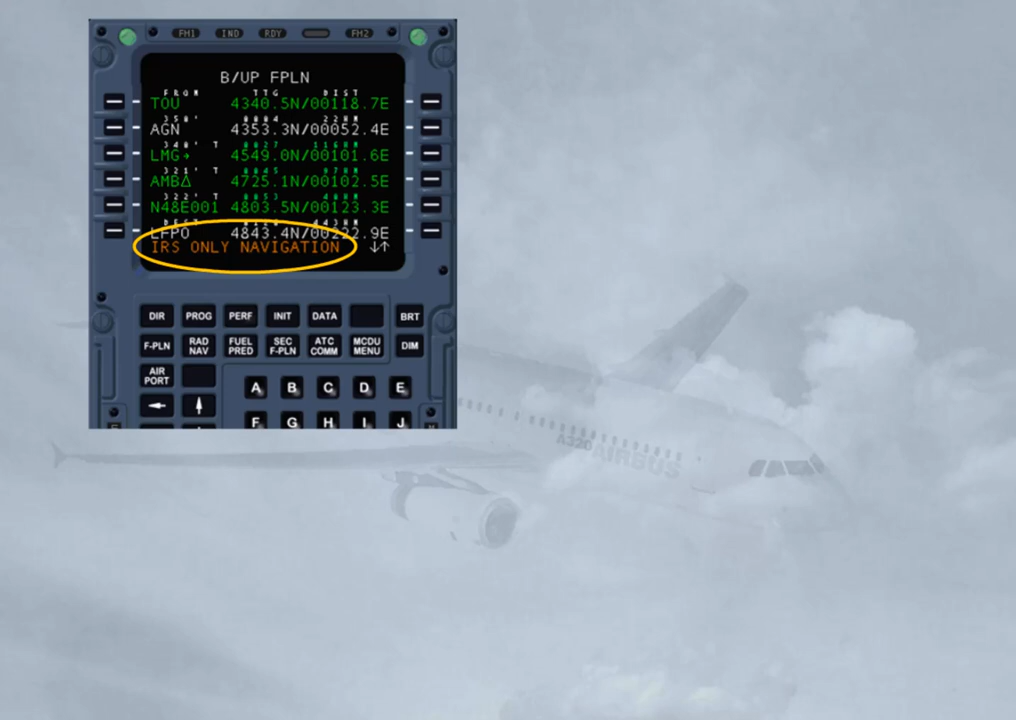 FM1 IND RDY FM2
B/UP FPLN
FROM TTG DIST
TOU 4340.5N/00118.7E
AGN 4353.3N/00052.4E
LMG→ 4549.0N/00101.6E
AMBΔ 4725.1N/00102.5E
N48E001 4803.5N/00123.3E
DEST
LFPO 4843.4N/00222.9E
IRS ONLY NAVIGATION ↓↑
DIR PROG PERF INIT DATA BRT
F-PLN RAD NAV FUEL PRED SEC F-PLN ATC COMM MCDU MENU DIM
AIR PORT
← ↑ A B C D E
F G H I J
A320 AIRBUS